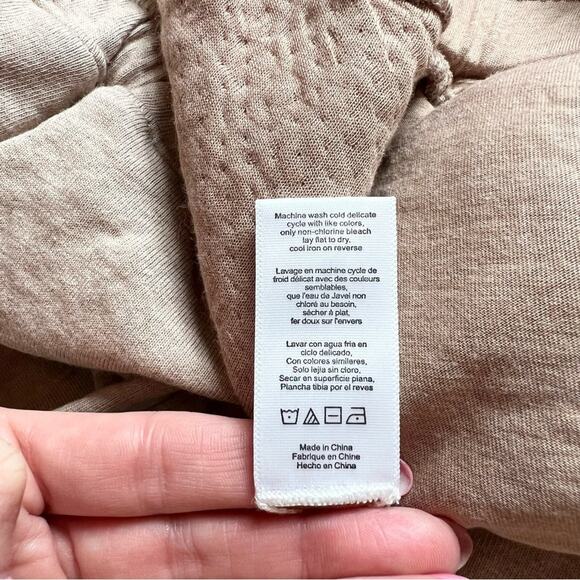 Machine wash cold delicate
cycle with like colors,
only non-chlorine bleach
lay flat to dry,
cool iron on reverse
Lavage en machine cycle de
froid délicat avec des couleurs
semblables,
que l'eau de Javel non
chloré au besoin,
sécher à plat,
fer doux sur l'envers
Lavar con agua fria en
ciclo delicado,
Con colores similares,
Solo lejia sin cloro,
Secar en superficie piana,
Plancha tibia por el reves
Made in China
Fabrique en Chine
Hecho en China